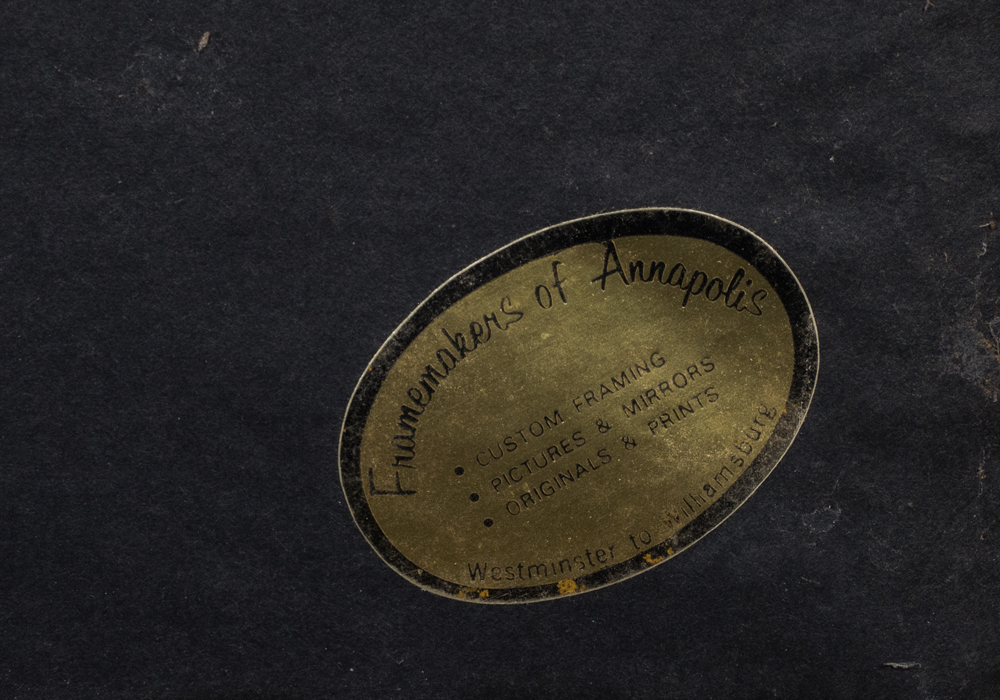 Framemakers of Annapolis
• CUSTOM FRAMING
• PICTURES & MIRRORS
• ORIGINALS & PRINTS
Westminster to Williamsburg